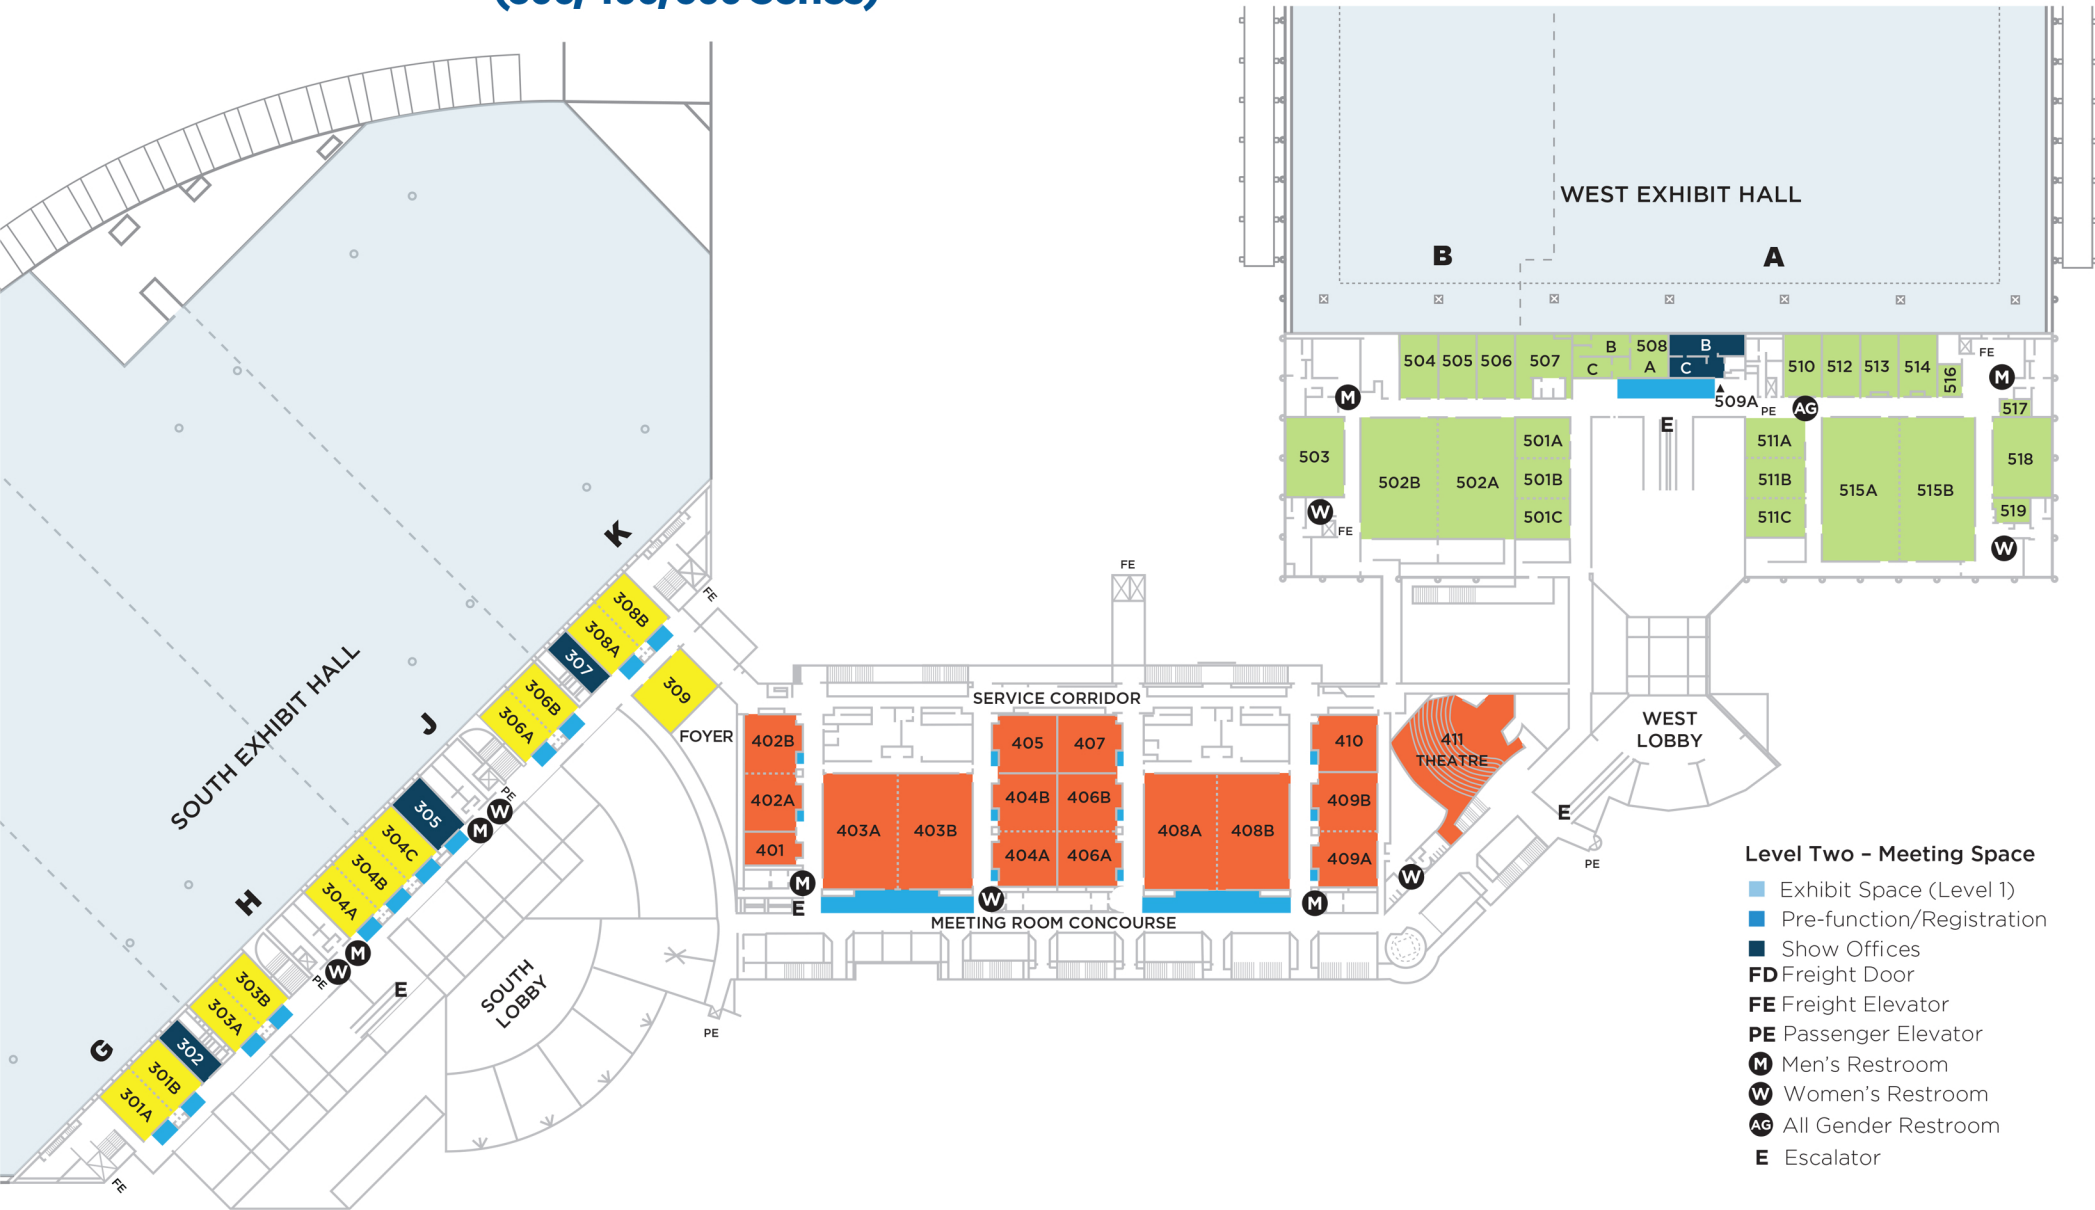 WEST EXHIBIT HALL
B
A
504
505
506
507
B
C
508
A
B
C
509A
PE
E
AG
510
512
513
514
516
FE
M
517
518
519
W
M
503
W
FE
502B
502A
501A
501B
501C
511A
511B
511C
515A
515B
SOUTH EXHIBIT HALL
K
J
H
G
308B
308A
307
306B
306A
305
304C
304B
304A
303B
303A
302
301B
301A
309
FE
PE
W
M
M
W
PE
E
FE
FOYER
SOUTH
LOBBY
PE
FE
SERVICE CORRIDOR
402B
402A
401
M
E
403A
403B
405
407
404B
406B
404A
406A
W
408A
408B
410
409B
409A
M
411
THEATRE
W
MEETING ROOM CONCOURSE
WEST
LOBBY
E
PE
Level Two – Meeting Space
Exhibit Space (Level 1)
Pre-function/Registration
Show Offices
FD Freight Door
FE Freight Elevator
PE Passenger Elevator
M Men's Restroom
W Women's Restroom
AG All Gender Restroom
E Escalator